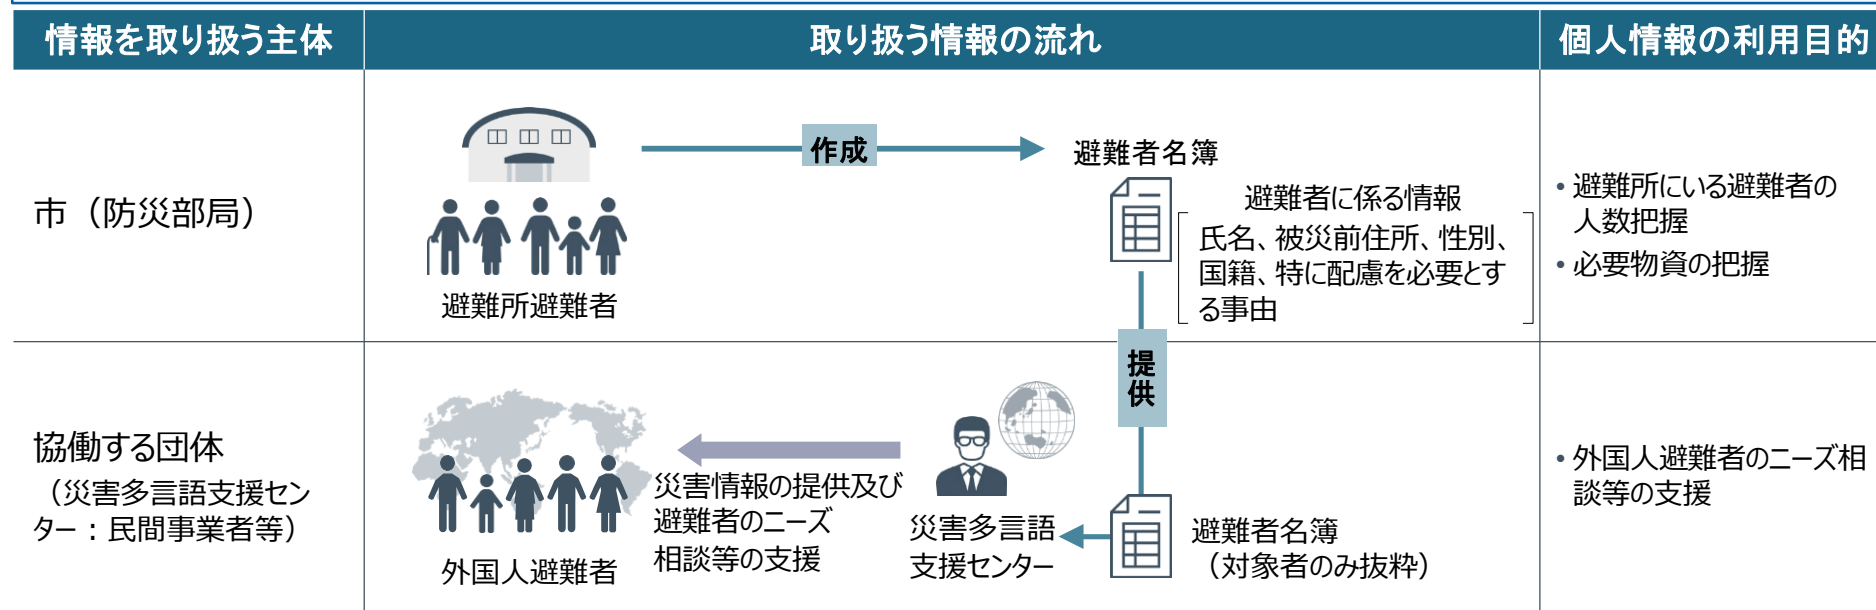 情報を取り扱う主体
取り扱う情報の流れ
個人情報の利用目的
市（防災部局）
避難所避難者
作成
避難者名簿
避難者に係る情報
氏名、被災前住所、性別、
国籍、特に配慮を必要とす
る事由
・避難所にいる避難者の
人数把握
・必要物資の把握
提供
協働する団体
（災害多言語支援セン
ター：民間事業者等）
外国人避難者
災害情報の提供及び
避難者のニーズ
相談等の支援
災害多言語
支援センター
避難者名簿
（対象者のみ抜粋）
・外国人避難者のニーズ相
談等の支援